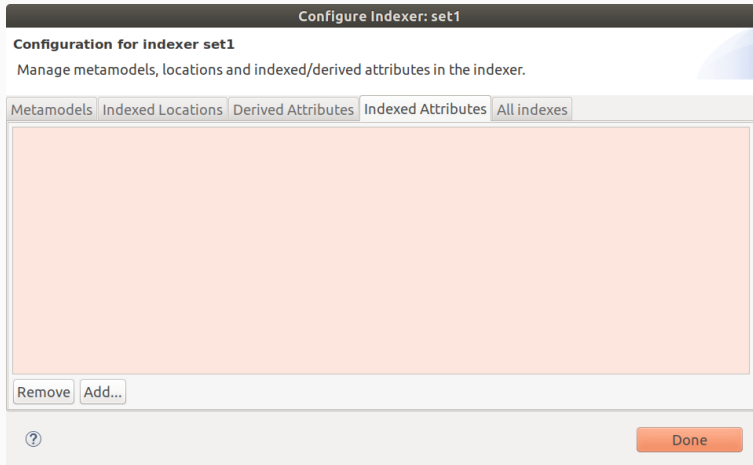 Configure Indexer: set1
Configuration for indexer set1
Manage metamodels, locations and indexed/derived attributes in the indexer.
Metamodels Indexed Locations Derived Attributes Indexed Attributes All indexes
Remove Add...
? Done